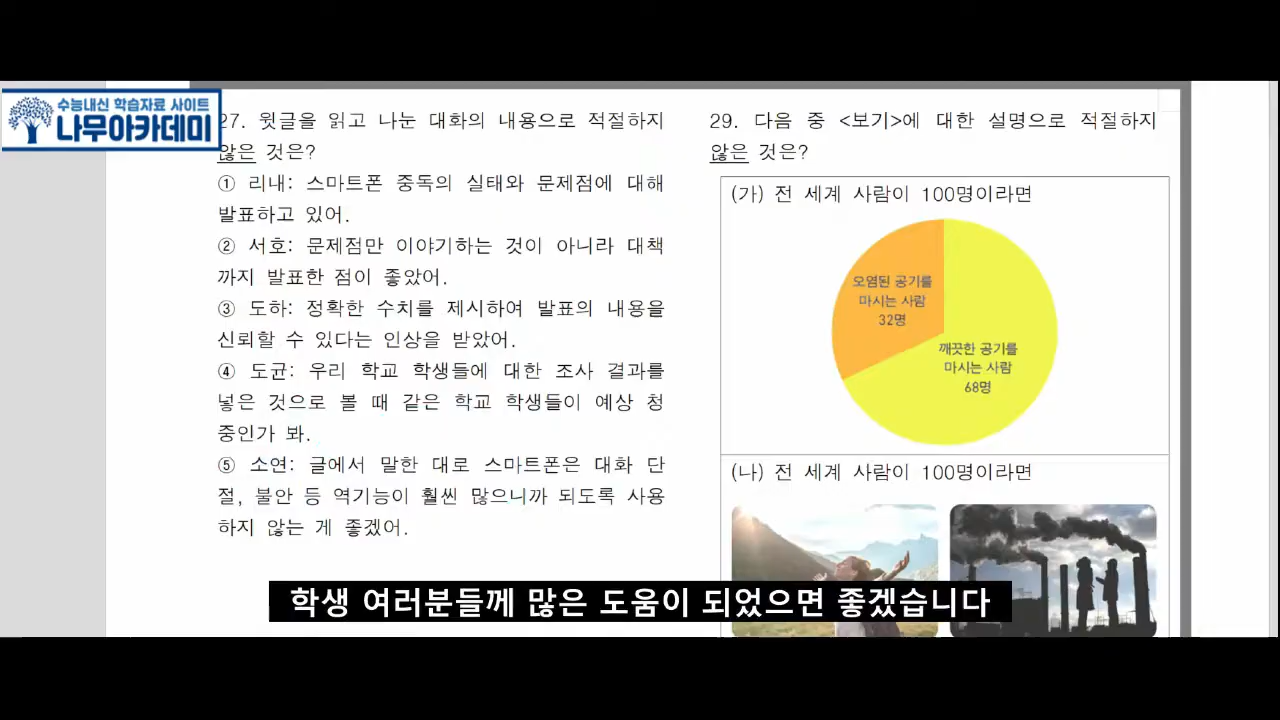 수능내신 학습자료 사이트
나무아카데미
27. 윗글을 읽고 나눈 대화의 내용으로 적절하지
않은 것은?
① 리내: 스마트폰 중독의 실태와 문제점에 대해
발표하고 있어.
② 서호: 문제점만 이야기하는 것이 아니라 대책
까지 발표한 점이 좋았어.
③ 도하: 정확한 수치를 제시하여 발표의 내용을
신뢰할 수 있다는 인상을 받았어.
④ 도균: 우리 학교 학생들에 대한 조사 결과를
넣은 것으로 볼 때 같은 학교 학생들이 예상 청
중인가 봐.
⑤ 소연: 글에서 말한 대로 스마트폰은 대화 단
절, 불안 등 역기능이 훨씬 많으니까 되도록 사용
하지 않는 게 좋겠어.
29. 다음 중 <보기>에 대한 설명으로 적절하지
않은 것은?
(가) 전 세계 사람이 100명이라면
오염된 공기를
마시는 사람
32명
깨끗한 공기를
마시는 사람
68명
(나) 전 세계 사람이 100명이라면
학생 여러분들께 많은 도움이 되었으면 좋겠습니다